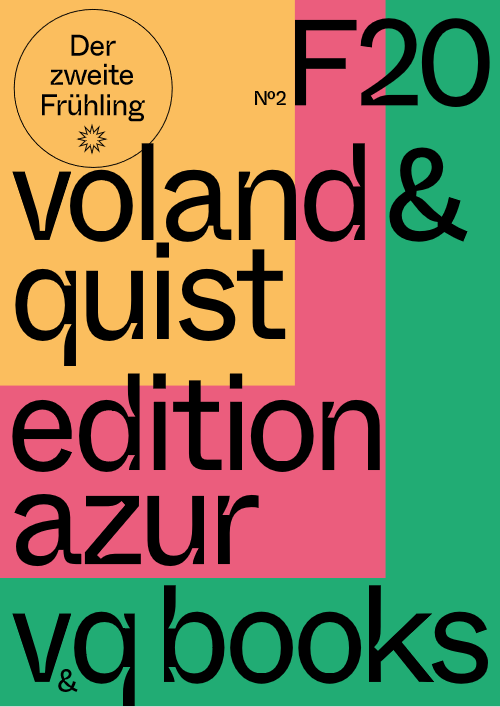 Der
zweite
Frühling
Nº2 F20
voland &
quist
edition
azur
v&q books